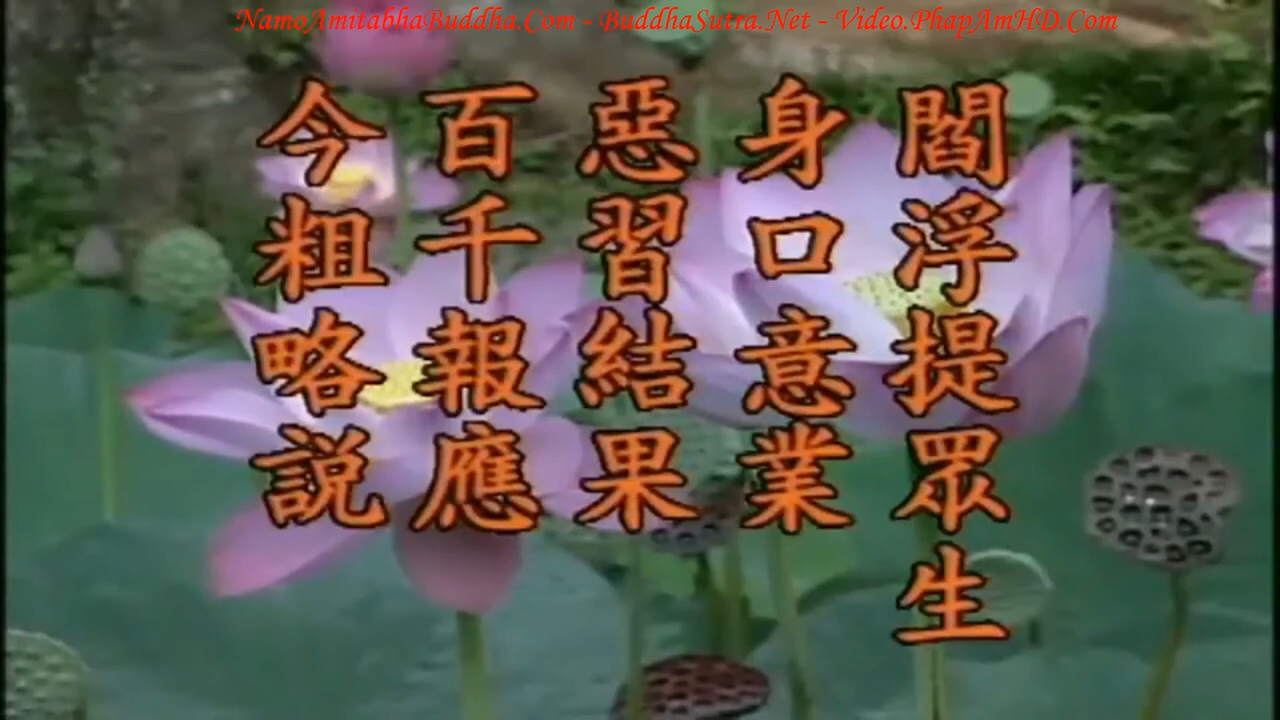 NamoAmitabhaBuddha.Com - BuddhaSutra.Net - Video.PhapAmHD.Com
閻浮提眾生
身口意業
惡習結果
百千報應
今粗略說